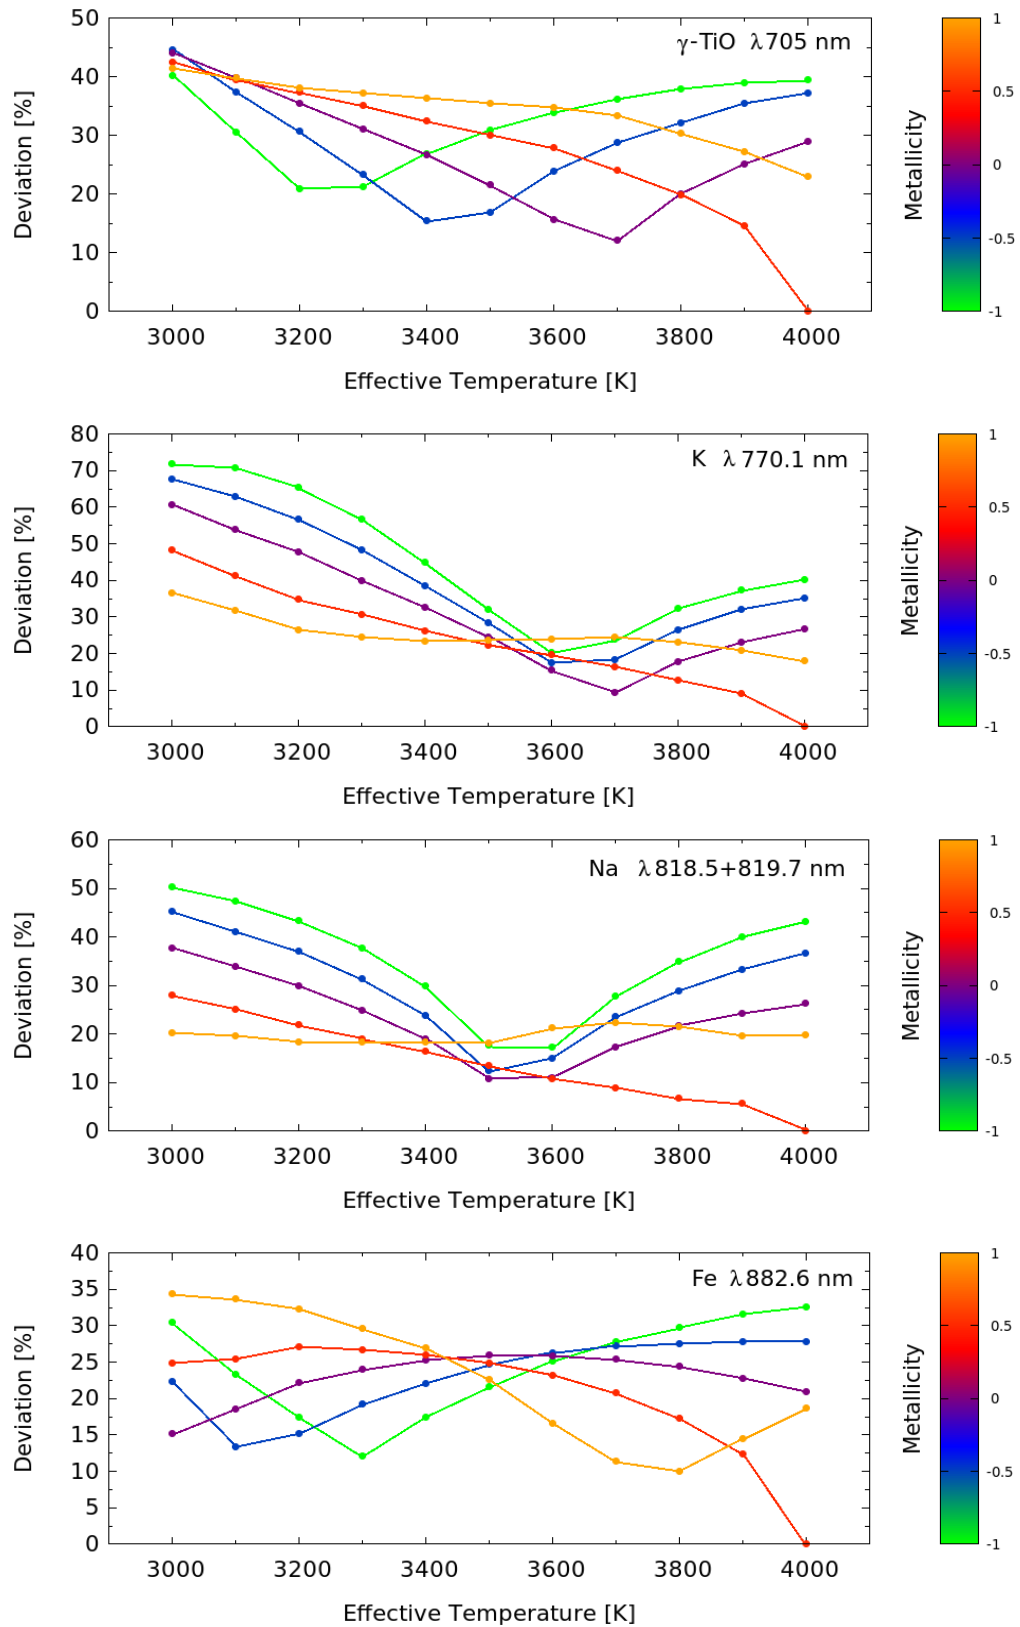 50
40
30
20
10
0
Deviation [%]
γ-TiO λ705 nm
3000 3200 3400 3600 3800 4000
Effective Temperature [K]
Metallicity
1
0.5
0
-0.5
-1
80
70
60
50
40
30
20
10
0
Deviation [%]
K λ770.1 nm
3000 3200 3400 3600 3800 4000
Effective Temperature [K]
Metallicity
1
0.5
0
-0.5
-1
60
50
40
30
20
10
0
Deviation [%]
Na λ818.5+819.7 nm
3000 3200 3400 3600 3800 4000
Effective Temperature [K]
Metallicity
1
0.5
0
-0.5
-1
40
35
30
25
20
15
10
5
0
Deviation [%]
Fe λ882.6 nm
3000 3200 3400 3600 3800 4000
Effective Temperature [K]
Metallicity
1
0.5
0
-0.5
-1